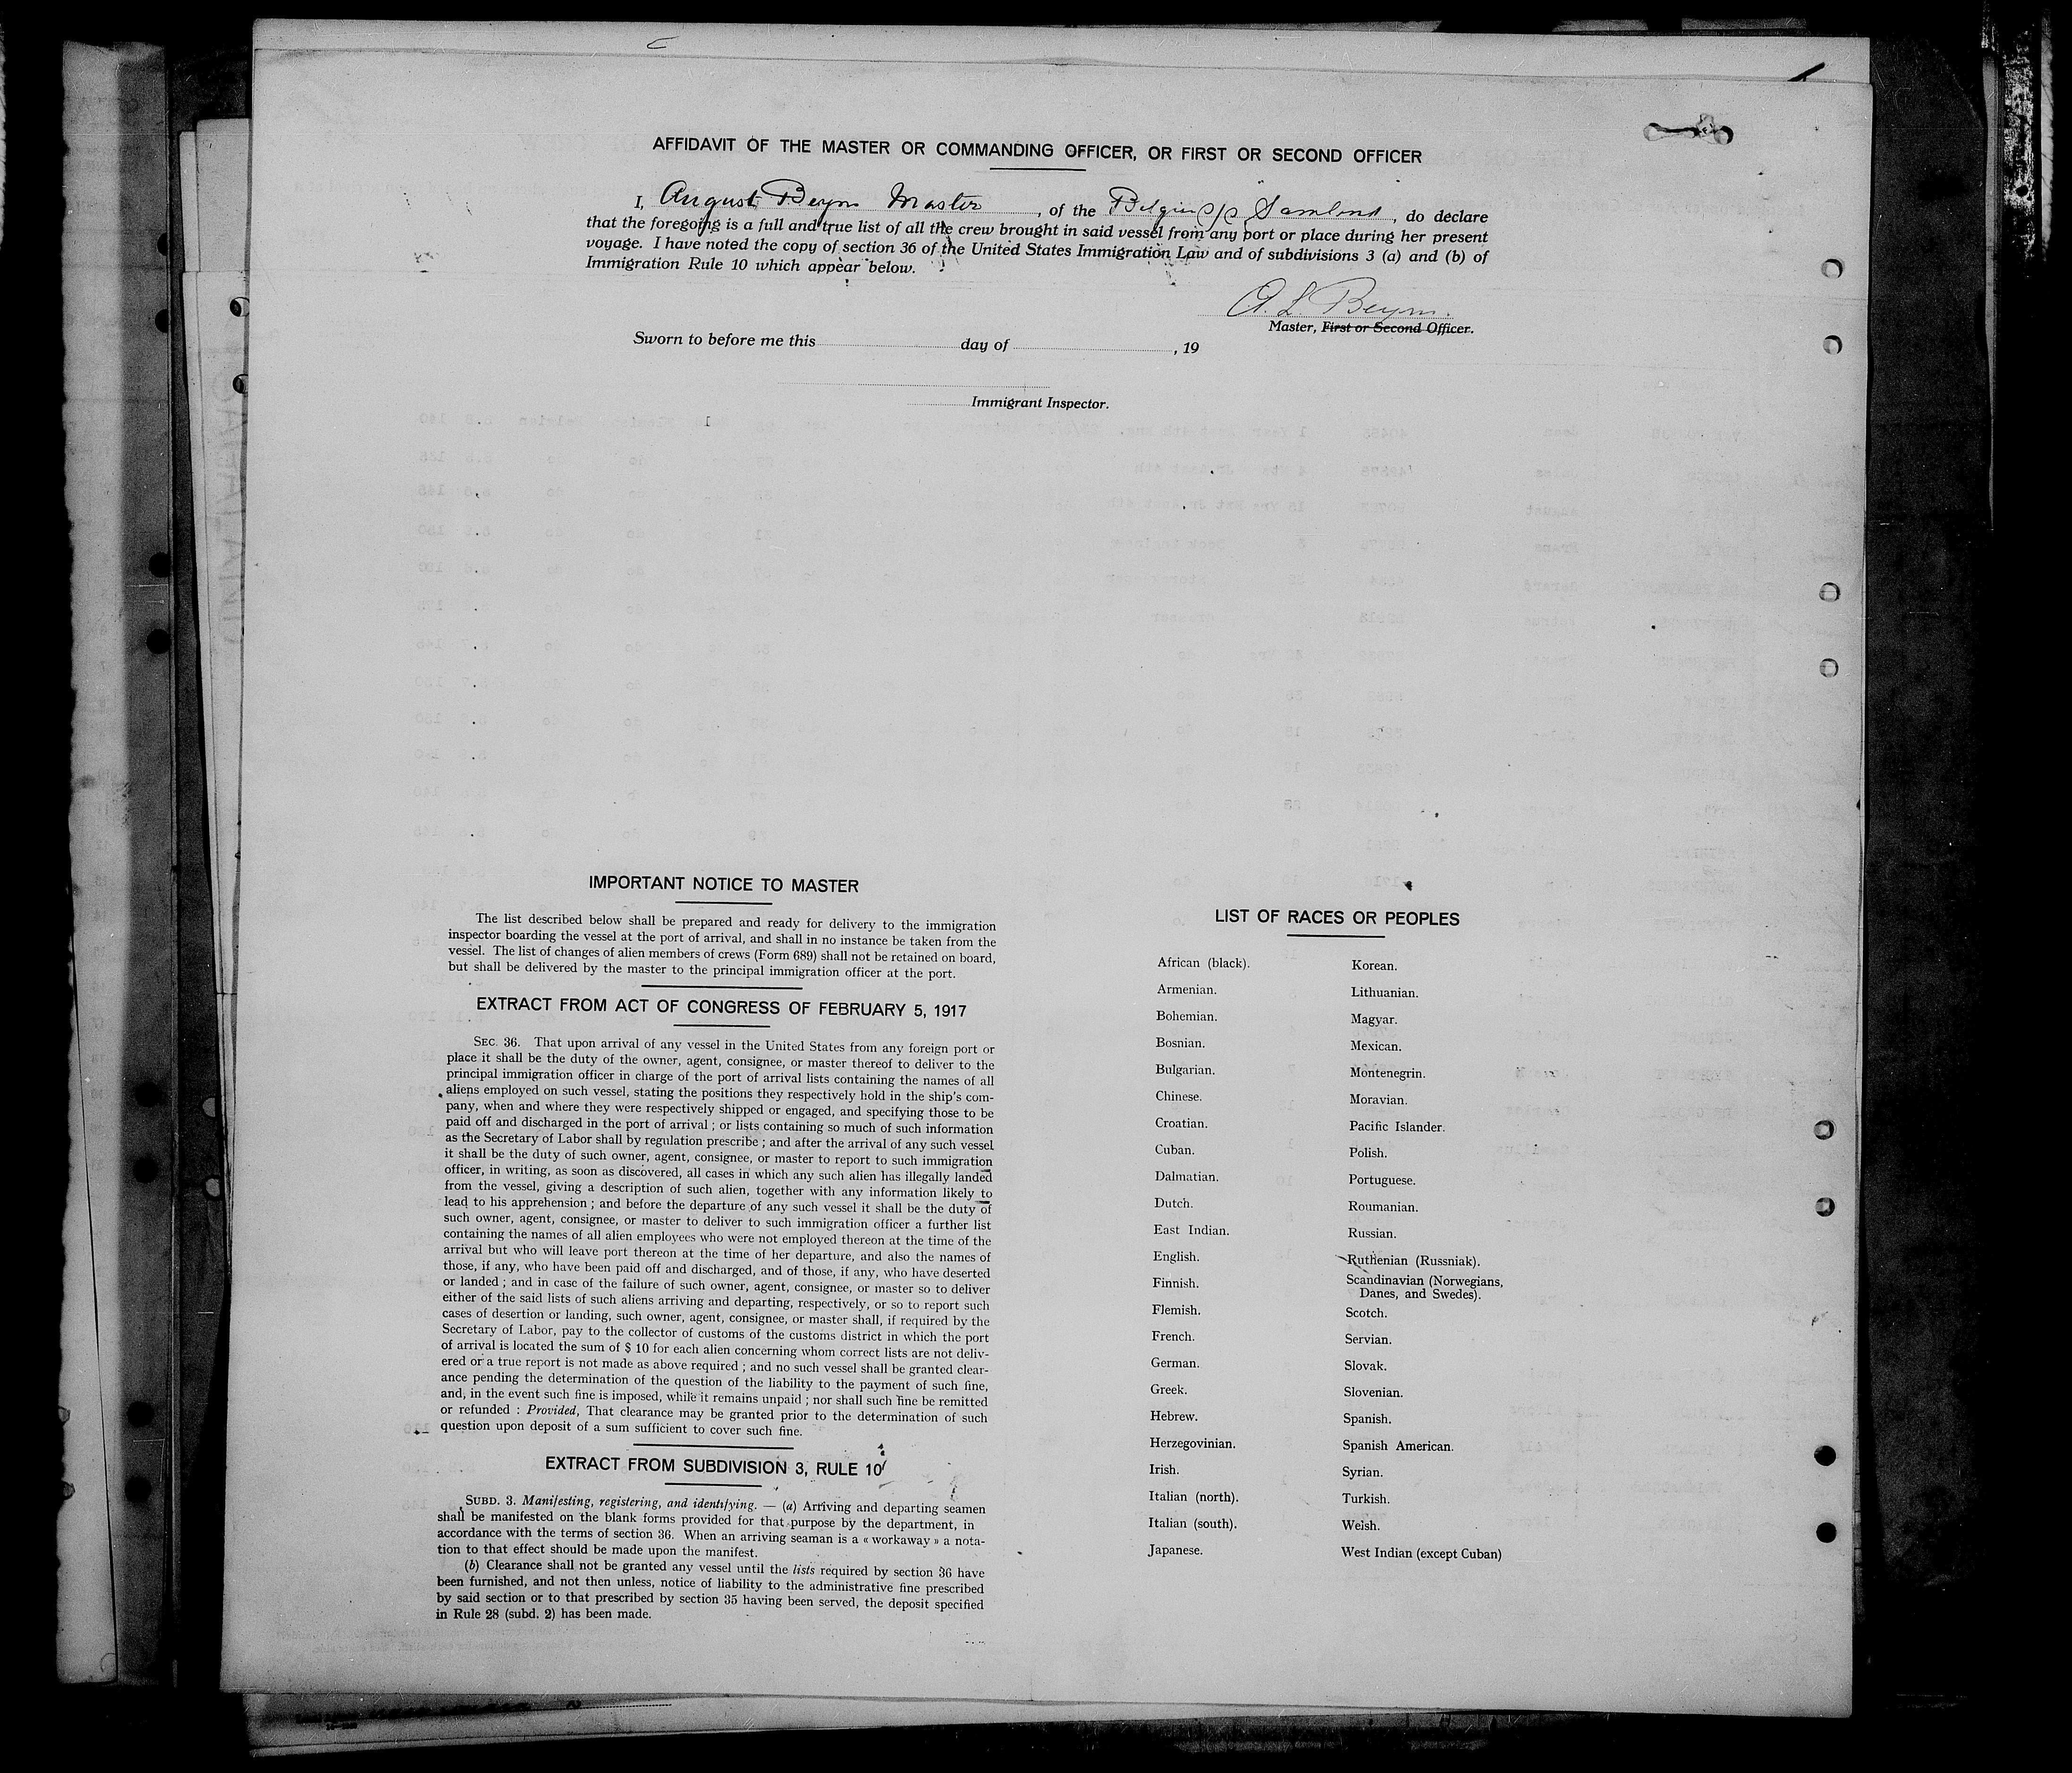 AFFIDAVIT OF THE MASTER OR COMMANDING OFFICER, OR FIRST OR SECOND OFFICER
I, August Beyn Master, of the Belgian s/s "Samland", do declare
that the foregoing is a full and true list of all the crew brought in said vessel from any port or place during her present
voyage. I have noted the copy of section 36 of the United States Immigration Law and of subdivisions 3 (a) and (b) of
Immigration Rule 10 which appear below.
A. L. Beyn.
Master, First or Second Officer.
Sworn to before me this day of , 19
Immigrant Inspector.
IMPORTANT NOTICE TO MASTER
The list described below shall be prepared and ready for delivery to the immigration
inspector boarding the vessel at the port of arrival, and shall in no instance be taken from the
vessel. The list of changes of alien members of crews (Form 689) shall not be retained on board,
but shall be delivered by the master to the principal immigration officer at the port.
EXTRACT FROM ACT OF CONGRESS OF FEBRUARY 5, 1917
SEC. 36. That upon arrival of any vessel in the United States from any foreign port or
place it shall be the duty of the owner, agent, consignee, or master thereof to deliver to the
principal immigration officer in charge of the port of arrival lists containing the names of all
aliens employed on such vessel, stating the positions they respectively hold in the ship's com-
pany, when and where they were respectively shipped or engaged, and specifying those to be
paid off and discharged in the port of arrival ; or lists containing so much of such information
as the Secretary of Labor shall by regulation prescribe ; and after the arrival of any such vessel
it shall be the duty of such owner, agent, consignee, or master to report to such immigration
officer, in writing, as soon as discovered, all cases in which any such alien has illegally landed
from the vessel, giving a description of such alien, together with any information likely to
lead to his apprehension ; and before the departure of any such vessel it shall be the duty of
such owner, agent, consignee, or master to deliver to such immigration officer a further list
containing the names of all alien employees who were not employed thereon at the time of the
arrival but who will leave port thereon at the time of her departure, and also the names of
those, if any, who have been paid off and discharged, and of those, if any, who have deserted
or landed ; and in case of the failure of such owner, agent, consignee, or master so to deliver
either of the said lists of such aliens arriving and departing, respectively, or so to report such
cases of desertion or landing, such owner, agent, consignee, or master shall, if required by the
Secretary of Labor, pay to the collector of customs of the customs district in which the port
of arrival is located the sum of $ 10 for each alien concerning whom correct lists are not deliv-
ered or a true report is not made as above required ; and no such vessel shall be granted clear-
ance pending the determination of the question of the liability to the payment of such fine,
and, in the event such fine is imposed, while it remains unpaid ; nor shall such fine be remitted
or refunded : Provided, That clearance may be granted prior to the determination of such
question upon deposit of a sum sufficient to cover such fine.
EXTRACT FROM SUBDIVISION 3, RULE 10
SUBD. 3. Manifesting, registering, and identifying. — (a) Arriving and departing seamen
shall be manifested on the blank forms provided for that purpose by the department, in
accordance with the terms of section 36. When an arriving seaman is a « workaway » a nota-
tion to that effect should be made upon the manifest.
(b) Clearance shall not be granted any vessel until the lists required by section 36 have
been furnished, and not then unless, notice of liability to the administrative fine prescribed
by said section or to that prescribed by section 35 having been served, the deposit specified
in Rule 28 (subd. 2) has been made.
LIST OF RACES OR PEOPLES
African (black).
Armenian.
Bohemian.
Bosnian.
Bulgarian.
Chinese.
Croatian.
Cuban.
Dalmatian.
Dutch.
East Indian.
English.
Finnish.
Flemish.
French.
German.
Greek.
Hebrew.
Herzegovinian.
Irish.
Italian (north).
Italian (south).
Japanese.
Korean.
Lithuanian.
Magyar.
Mexican.
Montenegrin.
Moravian.
Pacific Islander.
Polish.
Portuguese.
Roumanian.
Russian.
Ruthenian (Russniak).
Scandinavian (Norwegians,
Danes, and Swedes).
Scotch.
Servian.
Slovak.
Slovenian.
Spanish.
Spanish American.
Syrian.
Turkish.
Welsh.
West Indian (except Cuban)